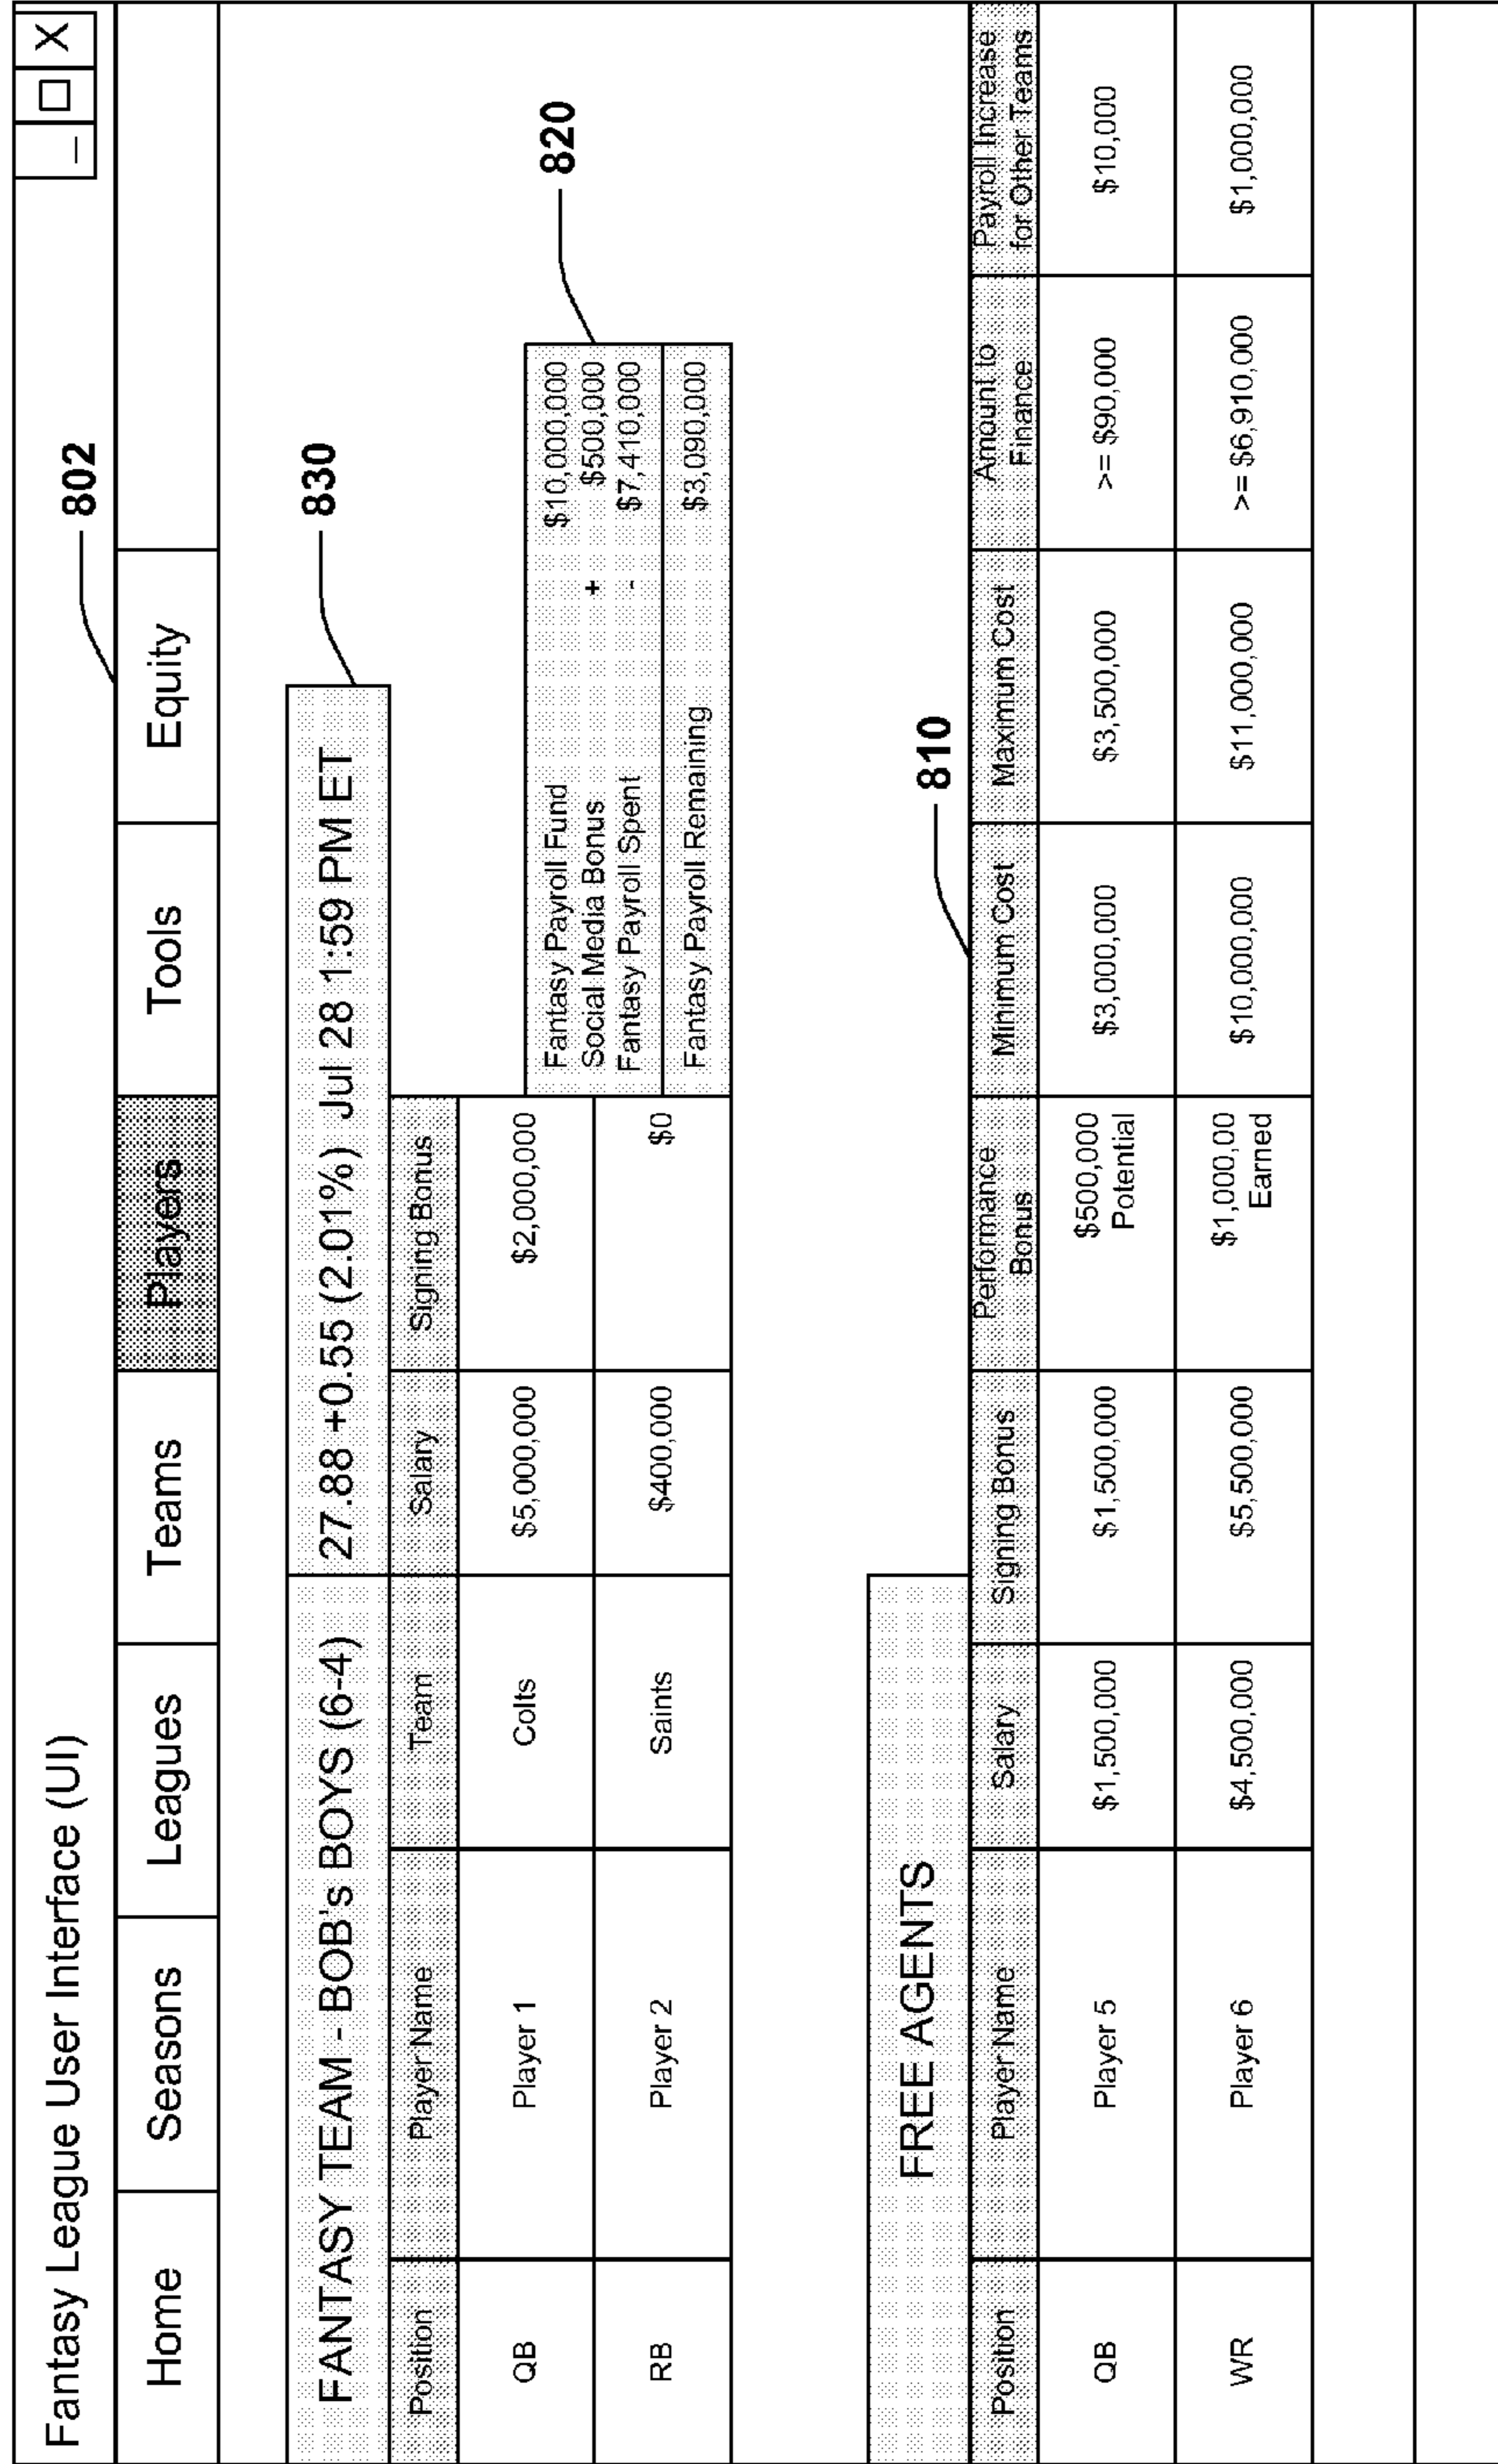 Fantasy League User Interface (UI)
_ □ X
802
Home Seasons Leagues Teams Players Tools Equity
830
FANTASY TEAM - BOB's BOYS (6-4) 27.88 +0.55 (2.01%) Jul 28 1:59 PM ET
Position Player Name Team Salary Signing Bonus
QB Player 1 Colts $5,000,000 $2,000,000
RB Player 2 Saints $400,000 $0
820
Fantasy Payroll Fund $10,000,000
Social Media Bonus + $500,000
Fantasy Payroll Spent - $7,410,000
Fantasy Payroll Remaining $3,090,000
FREE AGENTS
810
Position Player Name Salary Signing Bonus Performance Bonus Minimum Cost Maximum Cost Amount to Finance Payroll Increase for Other Teams
QB Player 5 $1,500,000 $1,500,000 $500,000 Potential $3,000,000 $3,500,000 >= $90,000 $10,000
WR Player 6 $4,500,000 $5,500,000 $1,000,00 Earned $10,000,000 $11,000,000 >= $6,910,000 $1,000,000